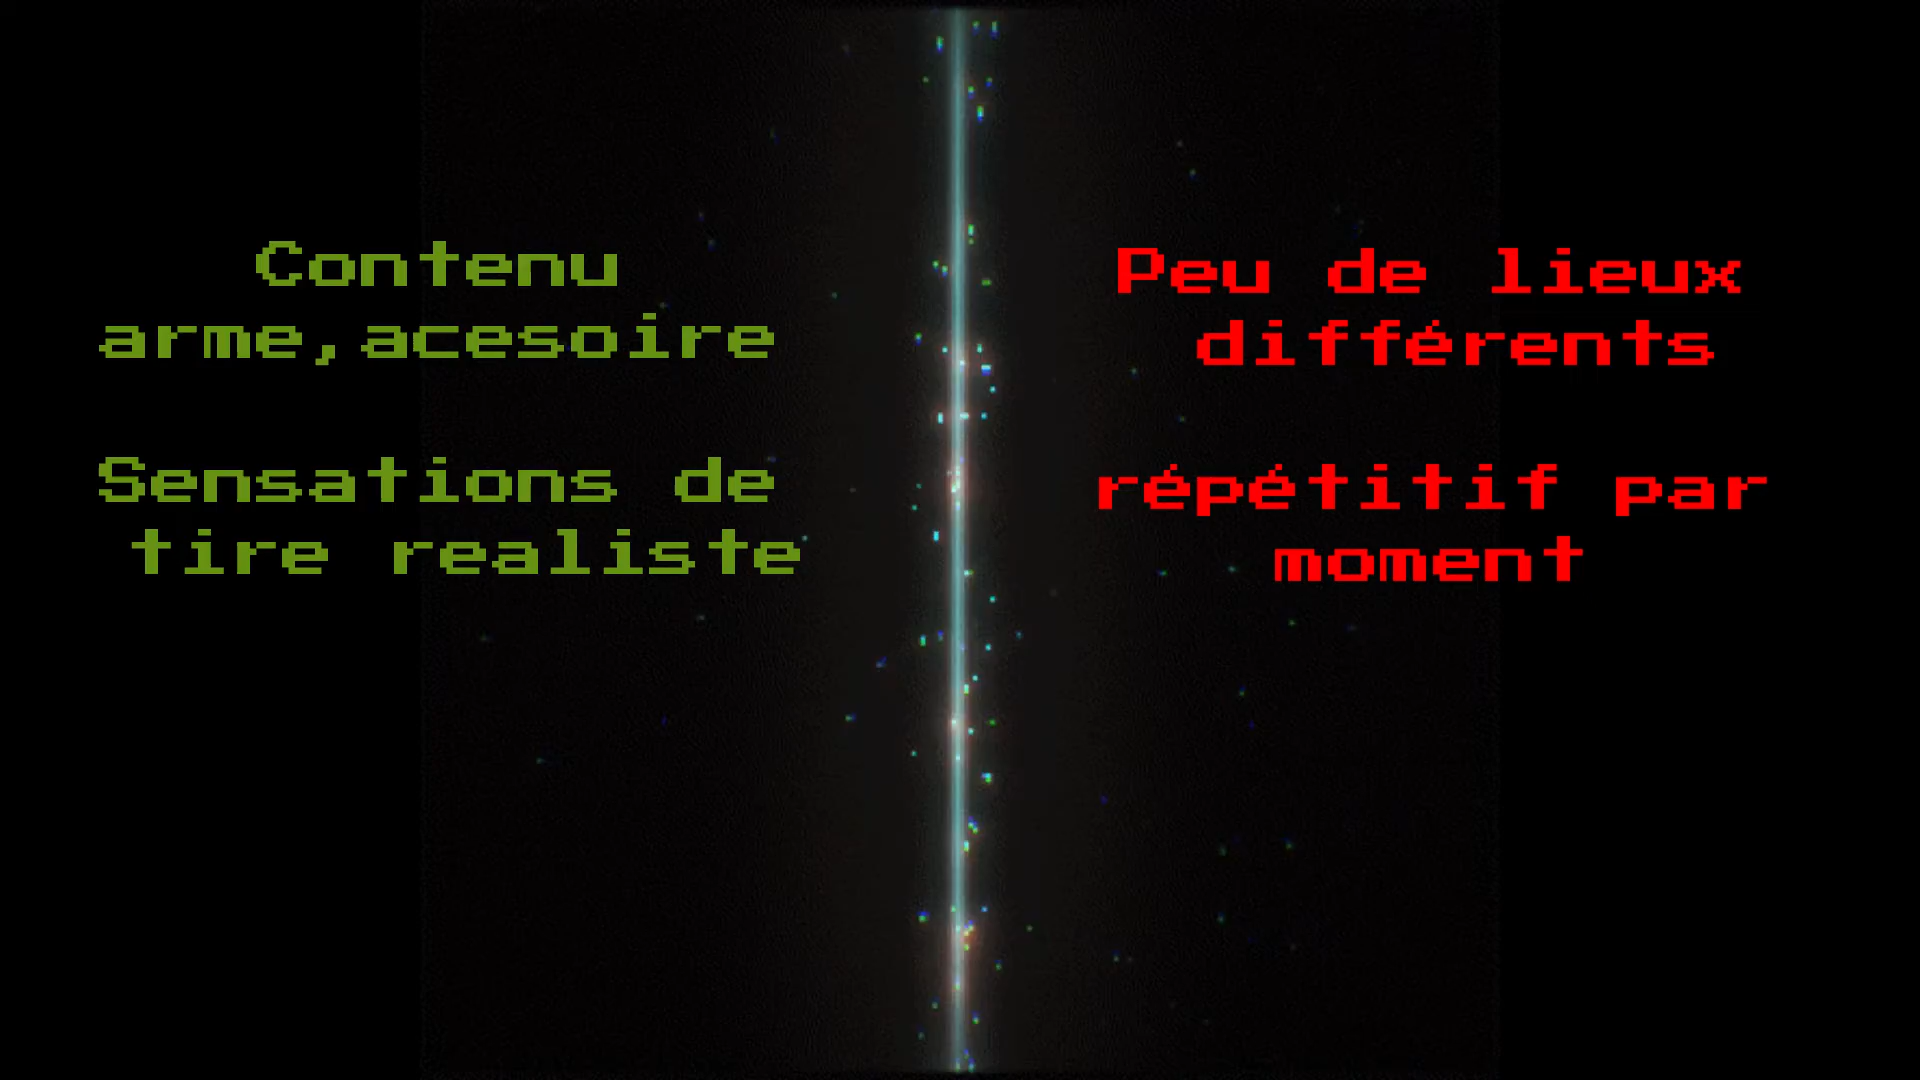 Contenu
arme,acesoire
Sensations de
tire realiste
Peu de lieux
différents
répétitif par
moment